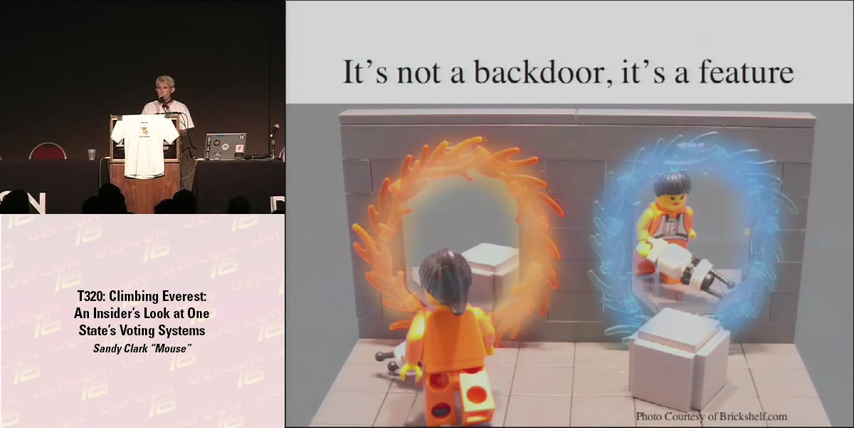 It's not a backdoor, it's a feature
T320: Climbing Everest:
An Insider's Look at One
State's Voting Systems
Sandy Clark "Mouse"
Photo Courtesy of Brickshelf.com